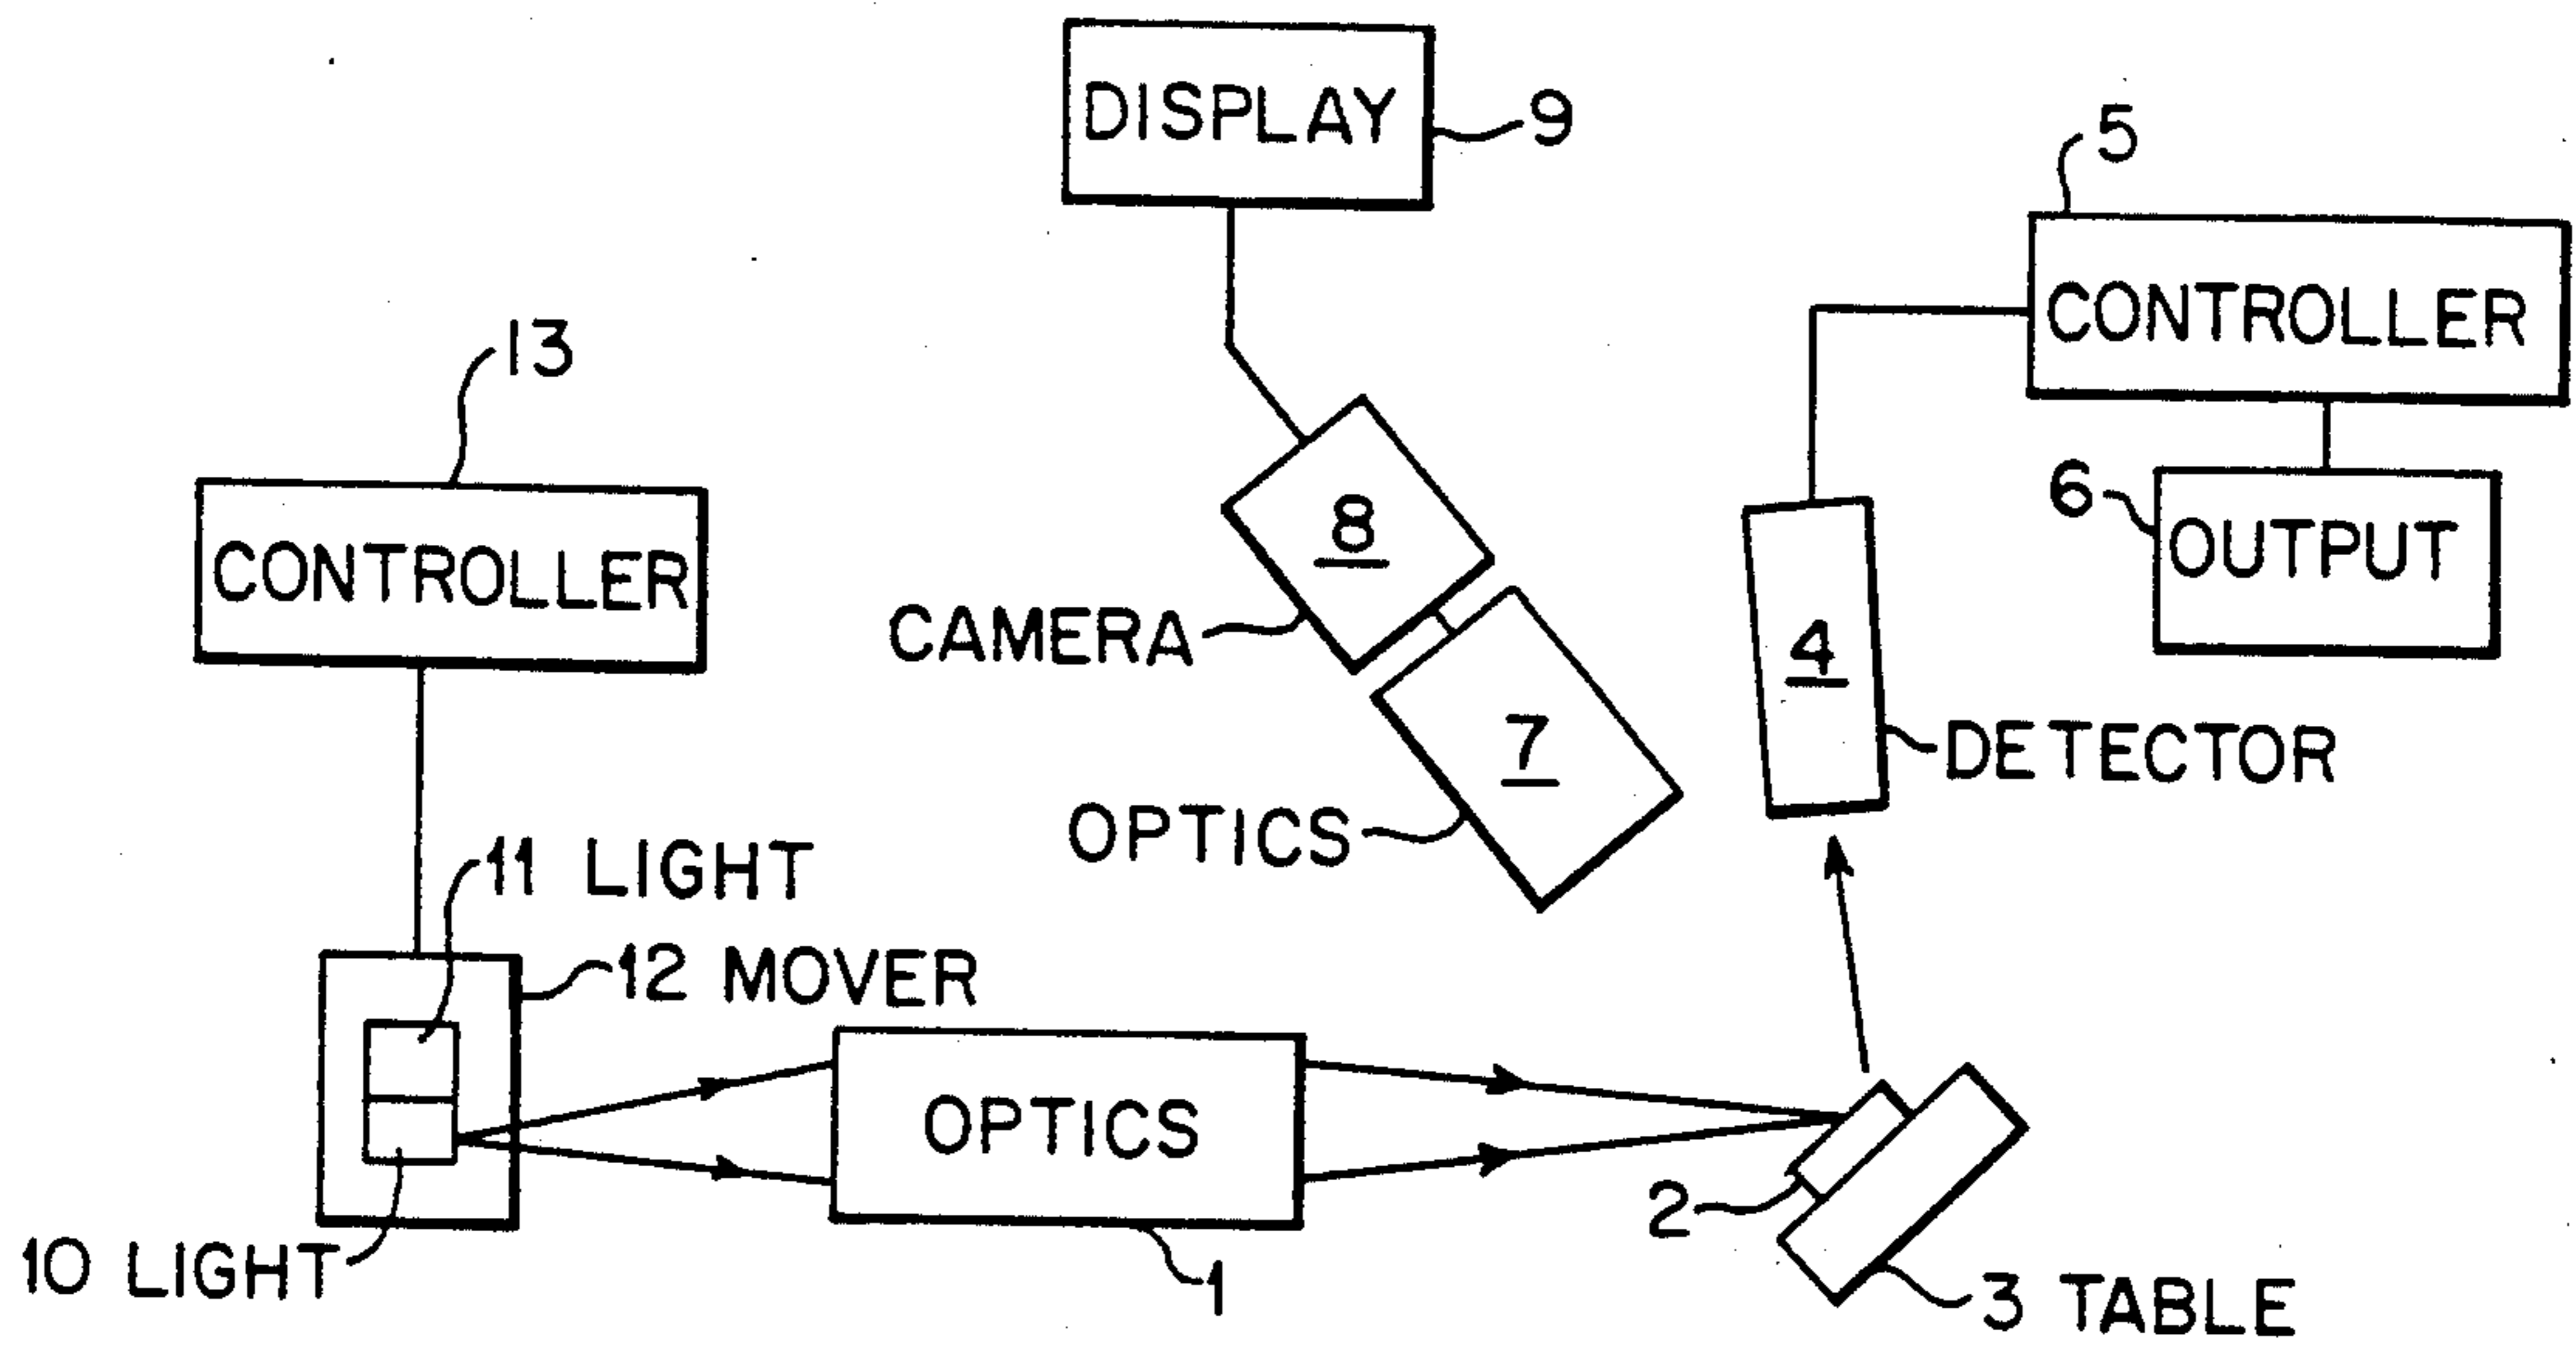 DISPLAY
9
5
CONTROLLER
13
6
OUTPUT
8
CONTROLLER
CAMERA
4
7
DETECTOR
OPTICS
11 LIGHT
12 MOVER
OPTICS
2
10 LIGHT
1
3 TABLE